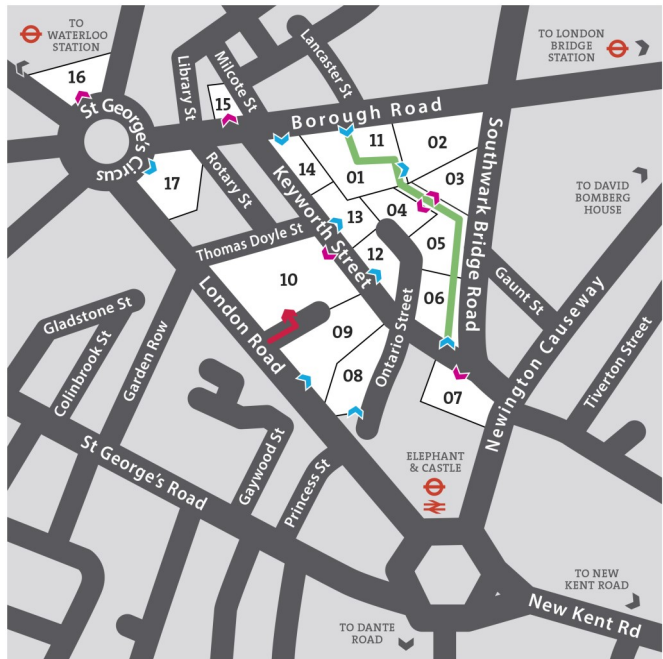 TO
WATERLOO
STATION
16
St George's
Circus
Library St
Milcote St
15
Lancaster St
Borough Road
TO LONDON
BRIDGE
STATION
11
02
14
01
03
17
Rotary St
Keyworth Street
13
04
05
Southwark Bridge Road
TO DAVID
BOMBERG
HOUSE
Thomas Doyle St
12
10
06
Gaunt St
London Road
09
Ontario Street
08
07
Newington Causeway
Tiverton Street
Gladstone St
Colinbrook St
Garden Row
St George's Road
Gaywood St
Princess St
ELEPHANT
& CASTLE
TO NEW
KENT ROAD
New Kent Rd
TO DANTE
ROAD